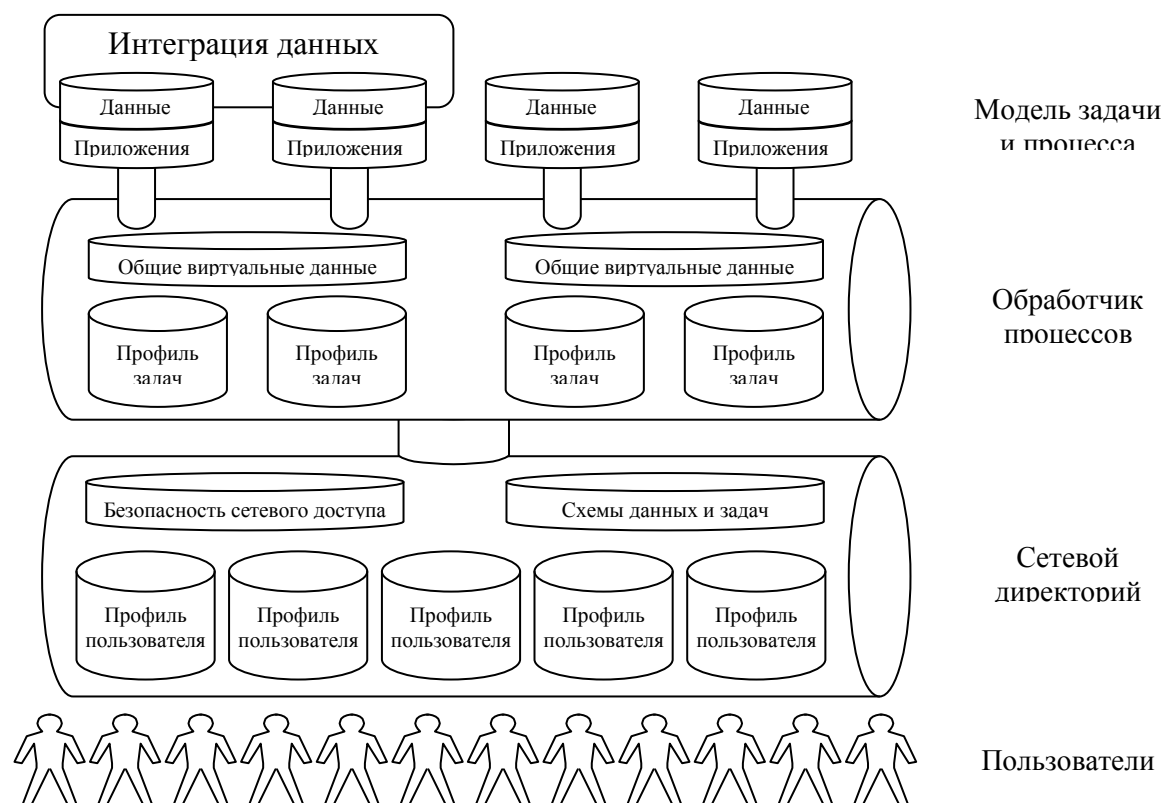 Интеграция данных
Данные
Данные
Данные
Данные
Приложения
Приложения
Приложения
Приложения
Модель задачи
и процесса
Общие виртуальные данные
Общие виртуальные данные
Профиль
задач
Профиль
задач
Профиль
задач
Профиль
задач
Обработчик
процессов
Безопасность сетевого доступа
Схемы данных и задач
Профиль
пользователя
Профиль
пользователя
Профиль
пользователя
Профиль
пользователя
Профиль
пользователя
Сетевой
директорий
Пользователи